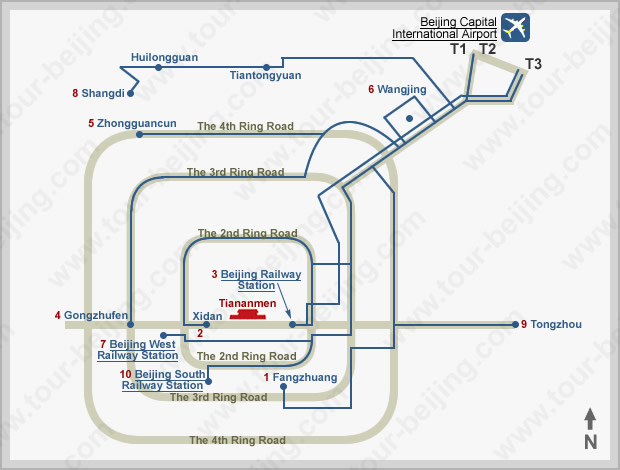 Beijing Capital
International Airport
T1 T2
T3
Huilongguan
Tiantongyuan
8 Shangdi
6 Wangjing
5 Zhongguancun
The 4th Ring Road
The 3rd Ring Road
The 2nd Ring Road
3 Beijing Railway
Station
Tiananmen
4 Gongzhufen
Xidan
2
9 Tongzhou
7 Beijing West
Railway Station
The 2nd Ring Road
10 Beijing South
Railway Station
1 Fangzhuang
The 3rd Ring Road
The 4th Ring Road
N
www.tour-beijing.com